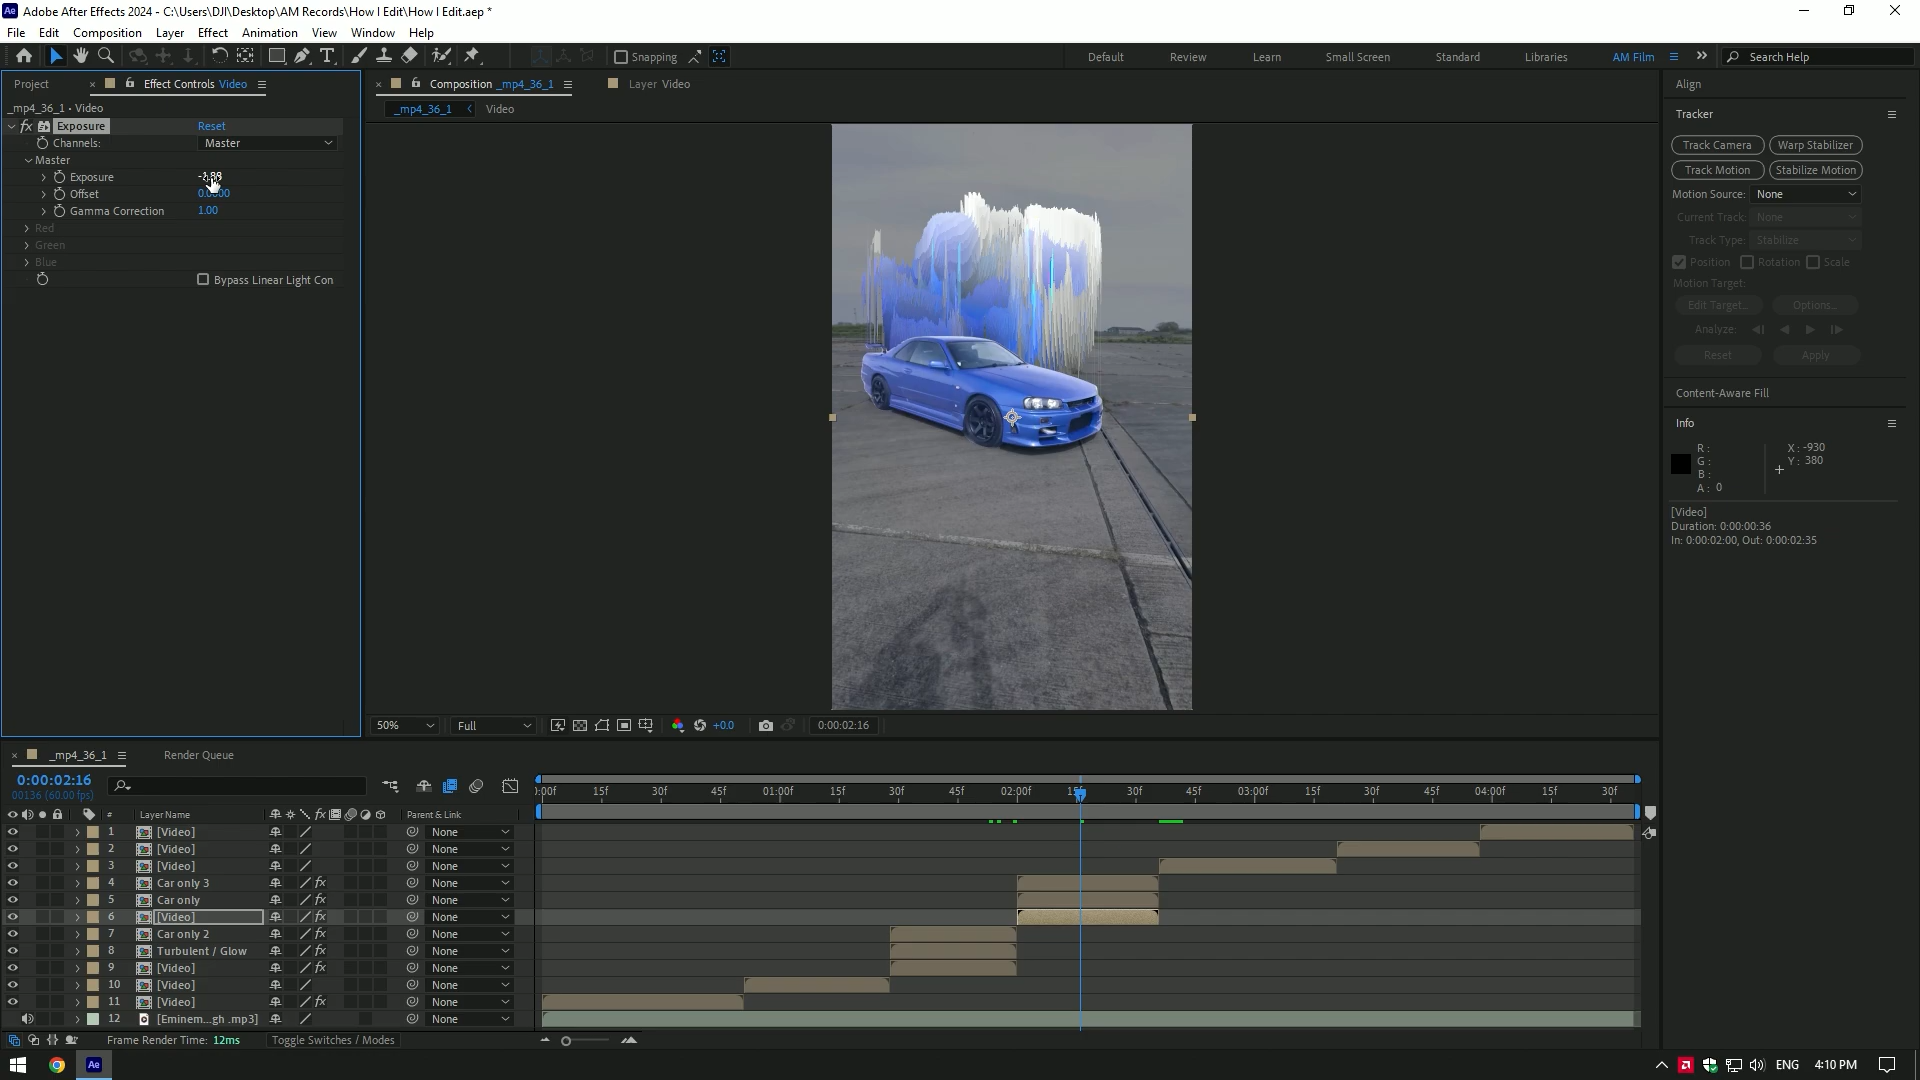 Adobe After Effects 2024 - C:\Users\DJI\Desktop\AM Records\How I Edit\How I Edit.aep *
File Edit Composition Layer Effect Animation View Window Help
Snapping Default Review Learn Small Screen Standard Libraries AM Film Search Help
Project Effect Controls Video
Composition _mp4_36_1 Layer Video
_mp4_36_1 • Video
_mp4_36_1 Video
fx Exposure Reset
Channels: Master
Master
Exposure
Offset
Gamma Correction 1.00
Red
Green
Blue
Bypass Linear Light Con
50% Full +0.0 0:00:02:16
Align
Tracker
Track Camera Warp Stabilizer
Track Motion Stabilize Motion
Motion Source: None
Current Track: None
Track Type: Stabilize
Position Rotation Scale
Motion Target:
Edit Target... Options...
Analyze:
Reset Apply
Content-Aware Fill
Info
R: X: -930
G: Y: 380
B:
A: 0
[Video]
Duration: 0:00:00:36
In: 0:00:02:00, Out: 0:00:02:35
_mp4_36_1 Render Queue
0:00:02:16
00136 (60.00 fps)
:00f 15f 30f 45f 01:00f 15f 30f 45f 02:00f 30f 45f 03:00f 15f 30f 45f 04:00f 15f 30f
# Layer Name fx Parent & Link
1 [Video] None
2 [Video] None
3 [Video] None
4 Car only 3 fx None
5 Car only fx None
6 [Video] fx None
7 Car only 2 fx None
8 Turbulent / Glow fx None
9 [Video] fx None
10 [Video] None
11 [Video] fx None
12 [Eminem...gh .mp3] None
Frame Render Time: 12ms Toggle Switches / Modes
Ae ENG 4:10 PM